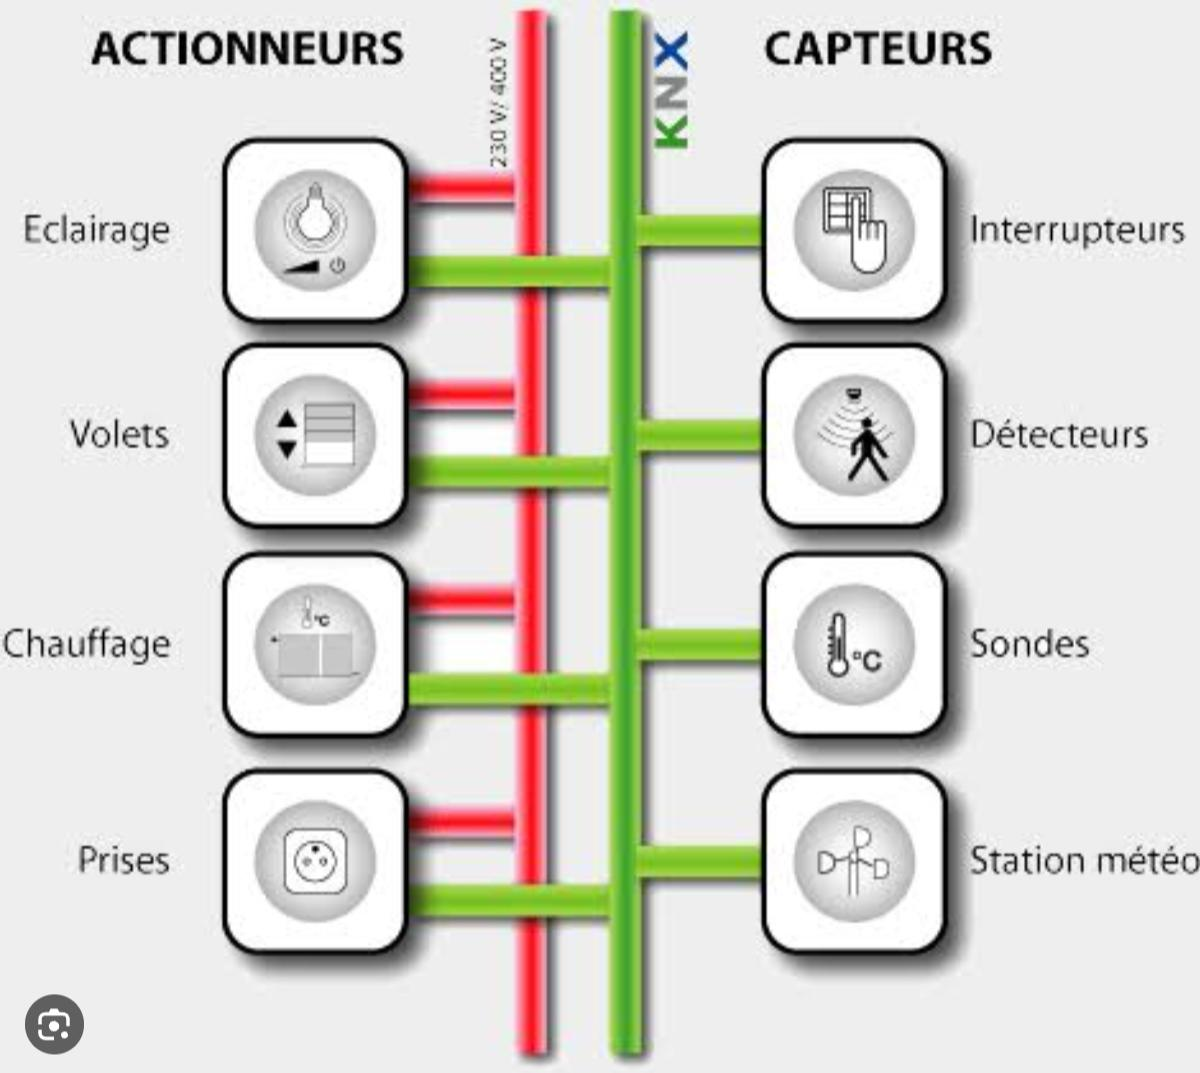 ACTIONNEURS
230 V/ 400 V
KNX
CAPTEURS
Eclairage
Interrupteurs
Volets
Détecteurs
Chauffage
°C
°C
Sondes
Prises
Station météo